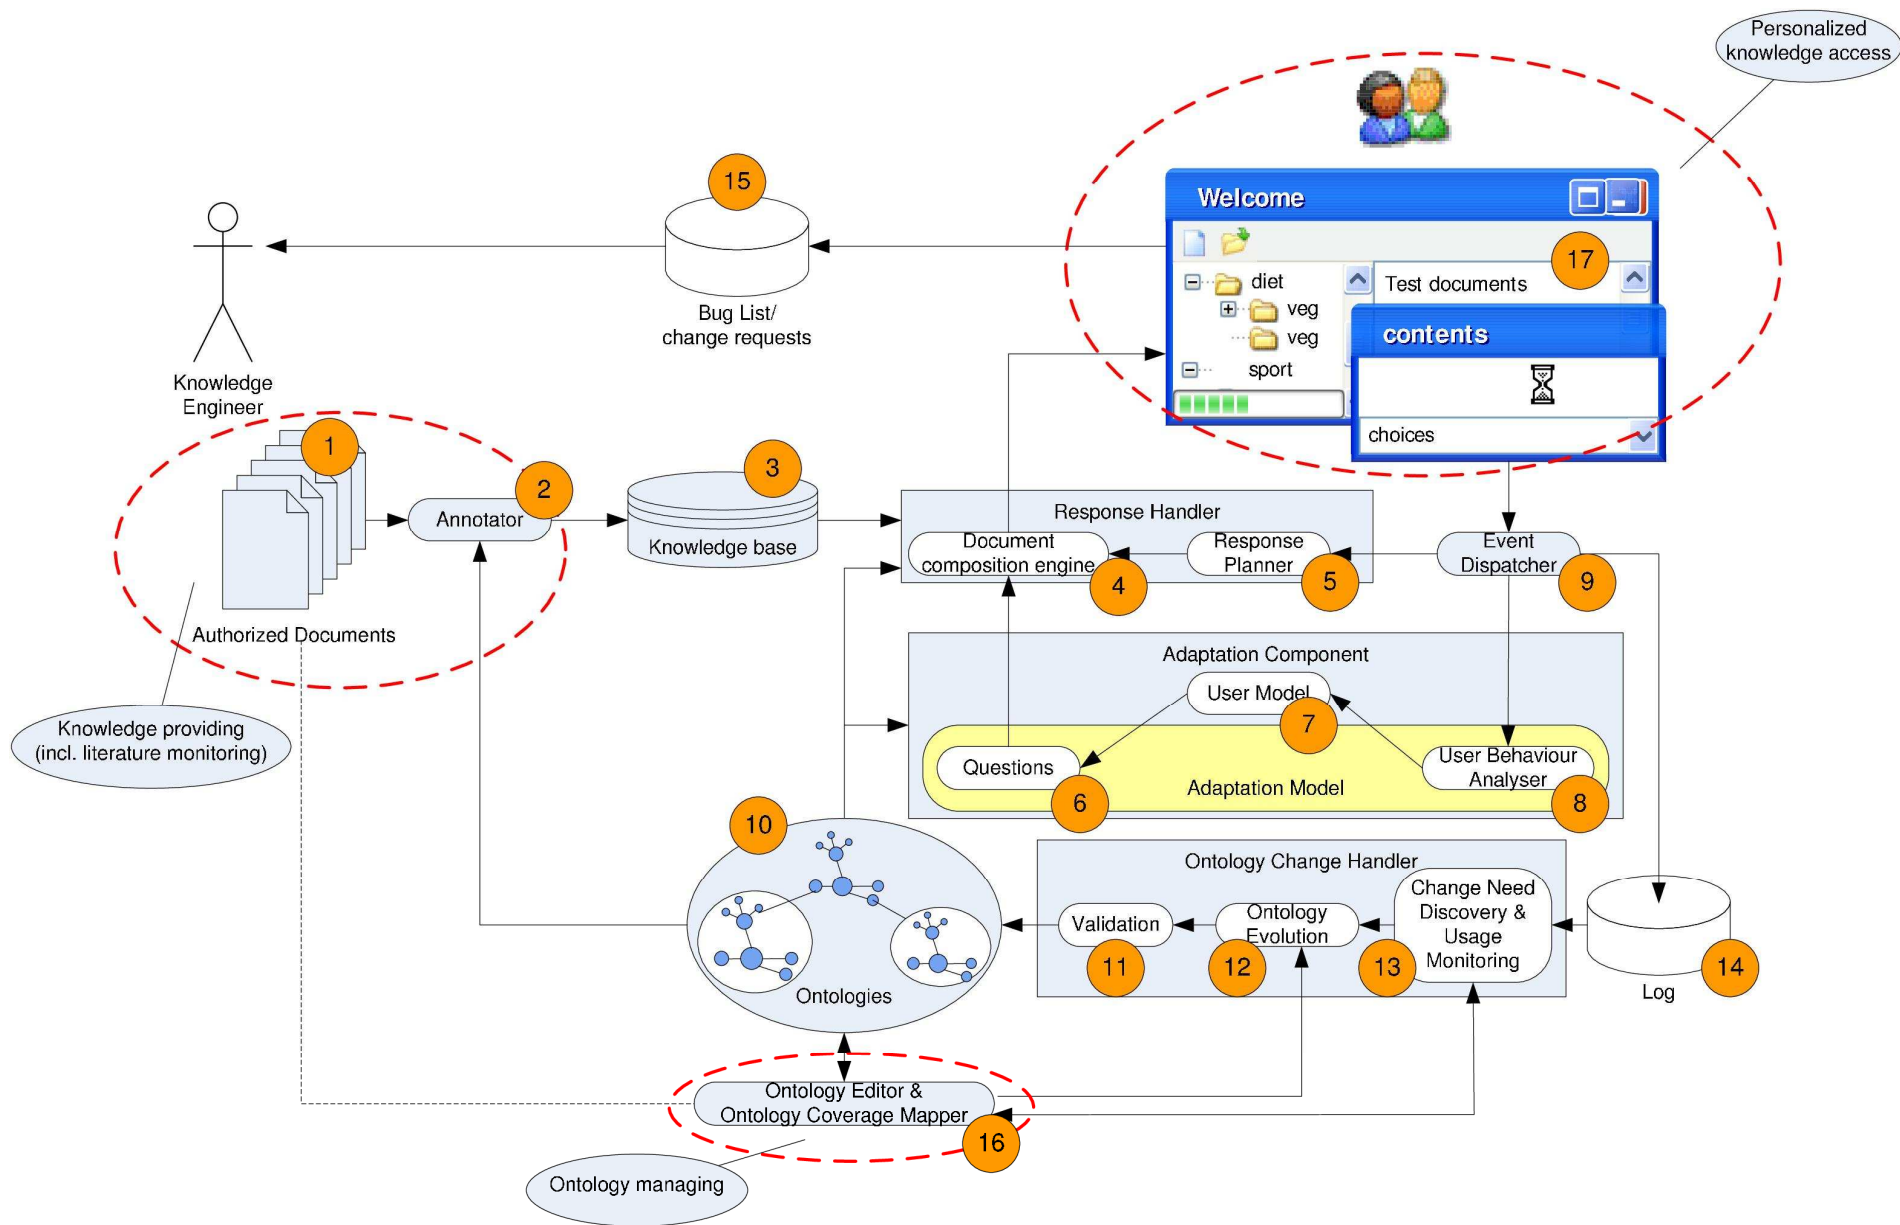 Personalized
knowledge access
15
Welcome
17
diet
Test documents
veg
veg
sport
contents
choices
Bug List/
change requests
Knowledge
Engineer
1
2
3
Annotator
Knowledge base
Authorized Documents
Knowledge providing
(incl. literature monitoring)
Response Handler
Document
composition engine
4
Response
Planner
5
Event
Dispatcher
9
Adaptation Component
User Model
7
Questions
6
User Behaviour
Analyser
8
Adaptation Model
10
Ontologies
Ontology Change Handler
Validation
11
Ontology
Evolution
12
Change Need
Discovery &
Usage
Monitoring
13
14
Log
Ontology Editor &
Ontology Coverage Mapper
16
Ontology managing